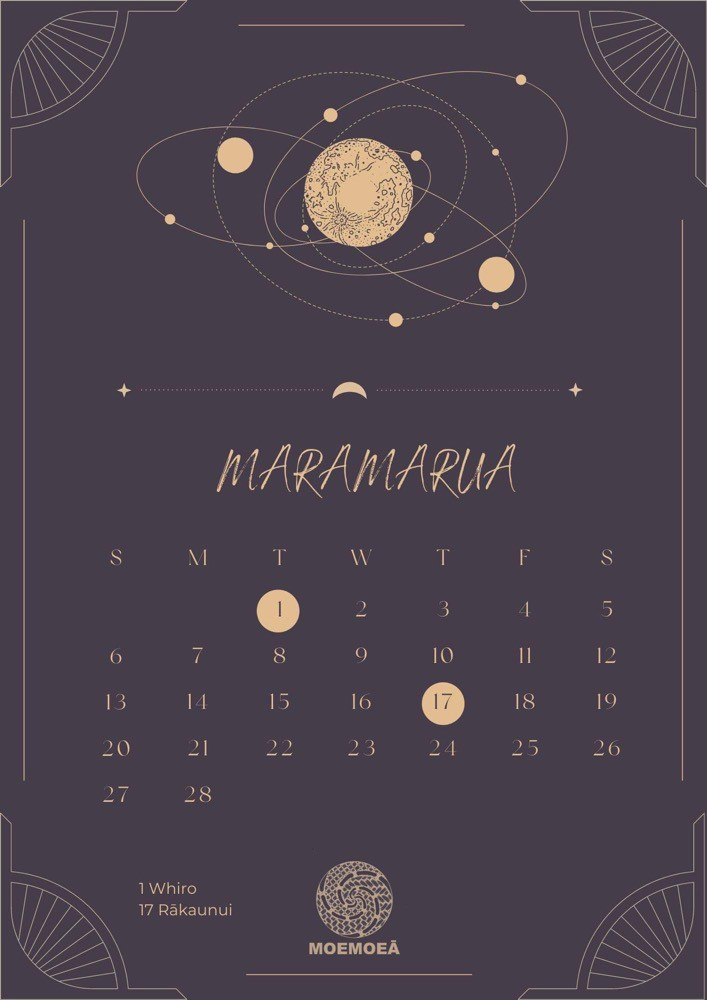 MARAMARUA
S M T W T F S
1 2 3 4 5
6 7 8 9 10 11 12
13 14 15 16 17 18 19
20 21 22 23 24 25 26
27 28
1 Whiro
17 Rākaunui
MOEMOEĀ